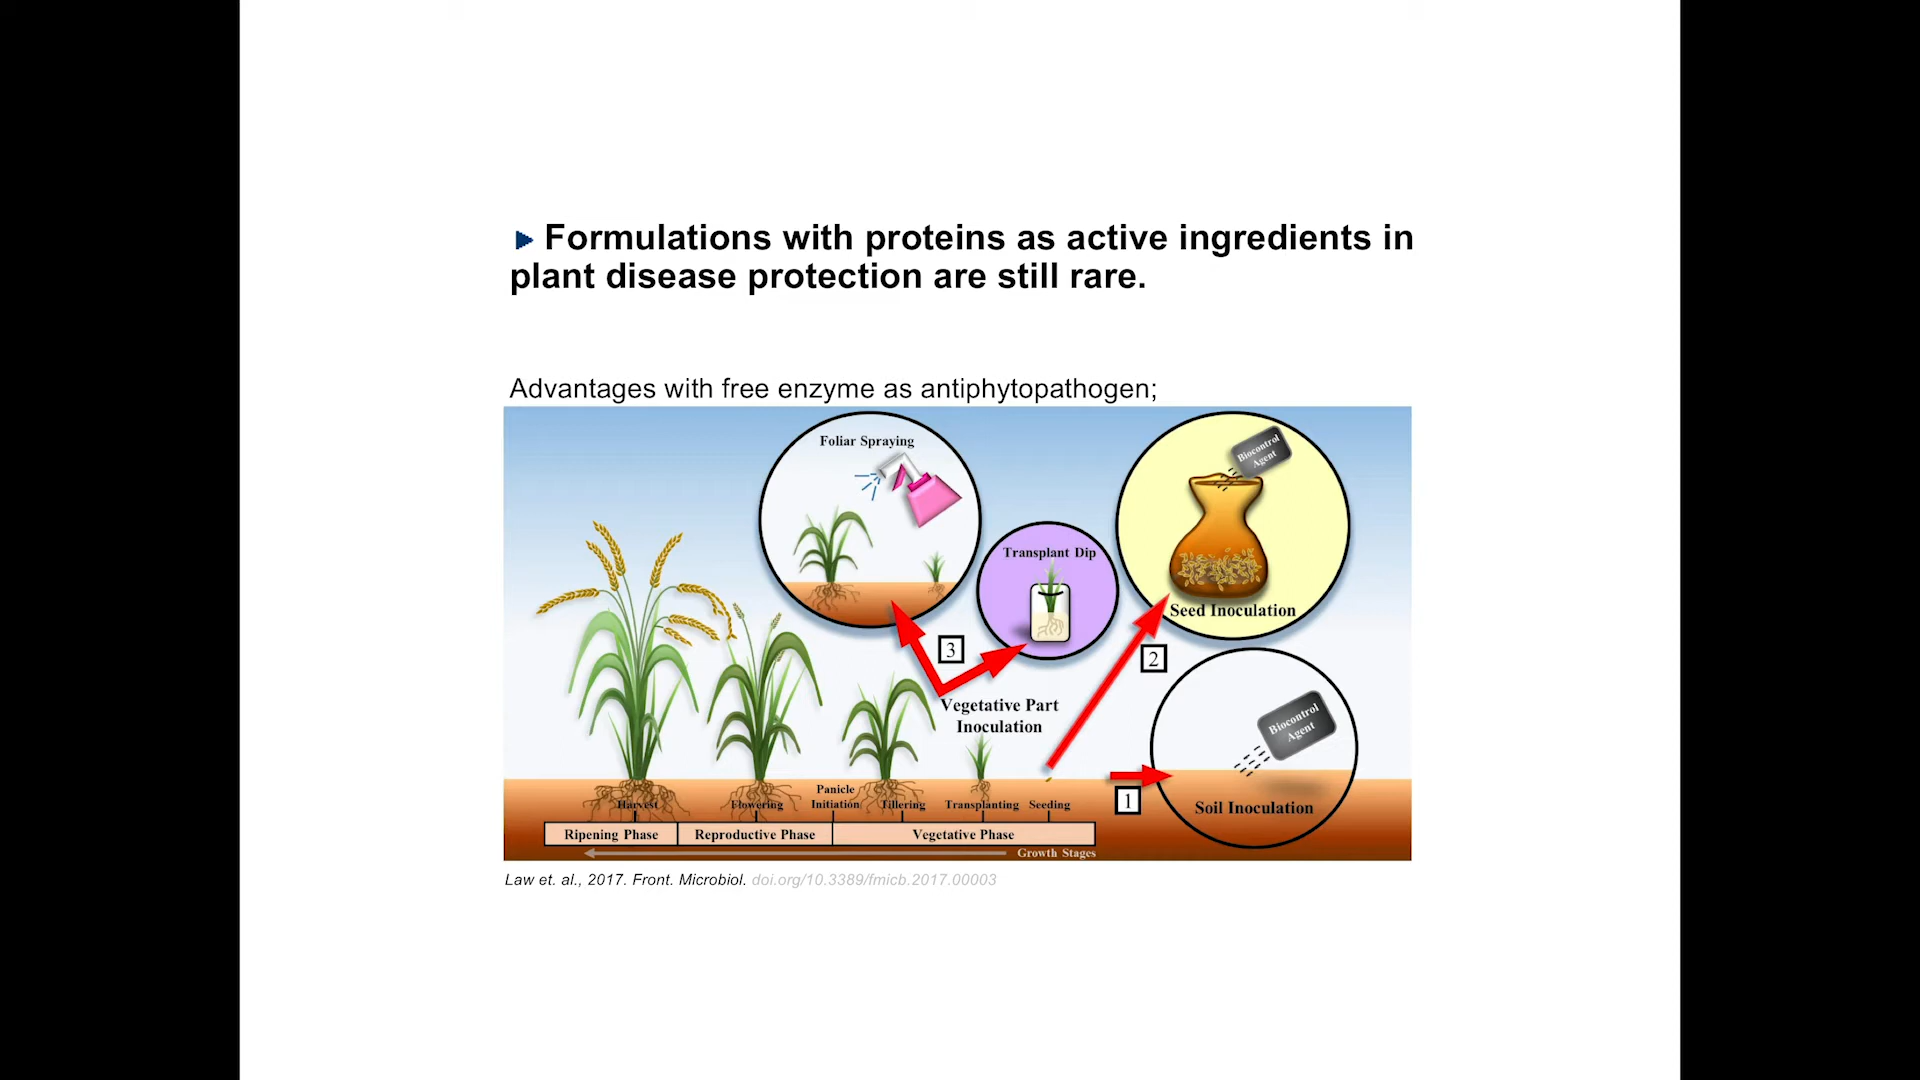 Formulations with proteins as active ingredients in
plant disease protection are still rare.
Advantages with free enzyme as antiphytopathogen;
Foliar Spraying
Biocontrol
Agent
Transplant Dip
Seed Inoculation
3
2
Vegetative Part
Inoculation
Biocontrol
Agent
1
Soil Inoculation
Harvest
Flowering
Panicle
Initiation
Tillering
Transplanting
Seeding
Ripening Phase
Reproductive Phase
Vegetative Phase
Growth Stages
Law et. al., 2017. Front. Microbiol. doi.org/10.3389/fmicb.2017.00003